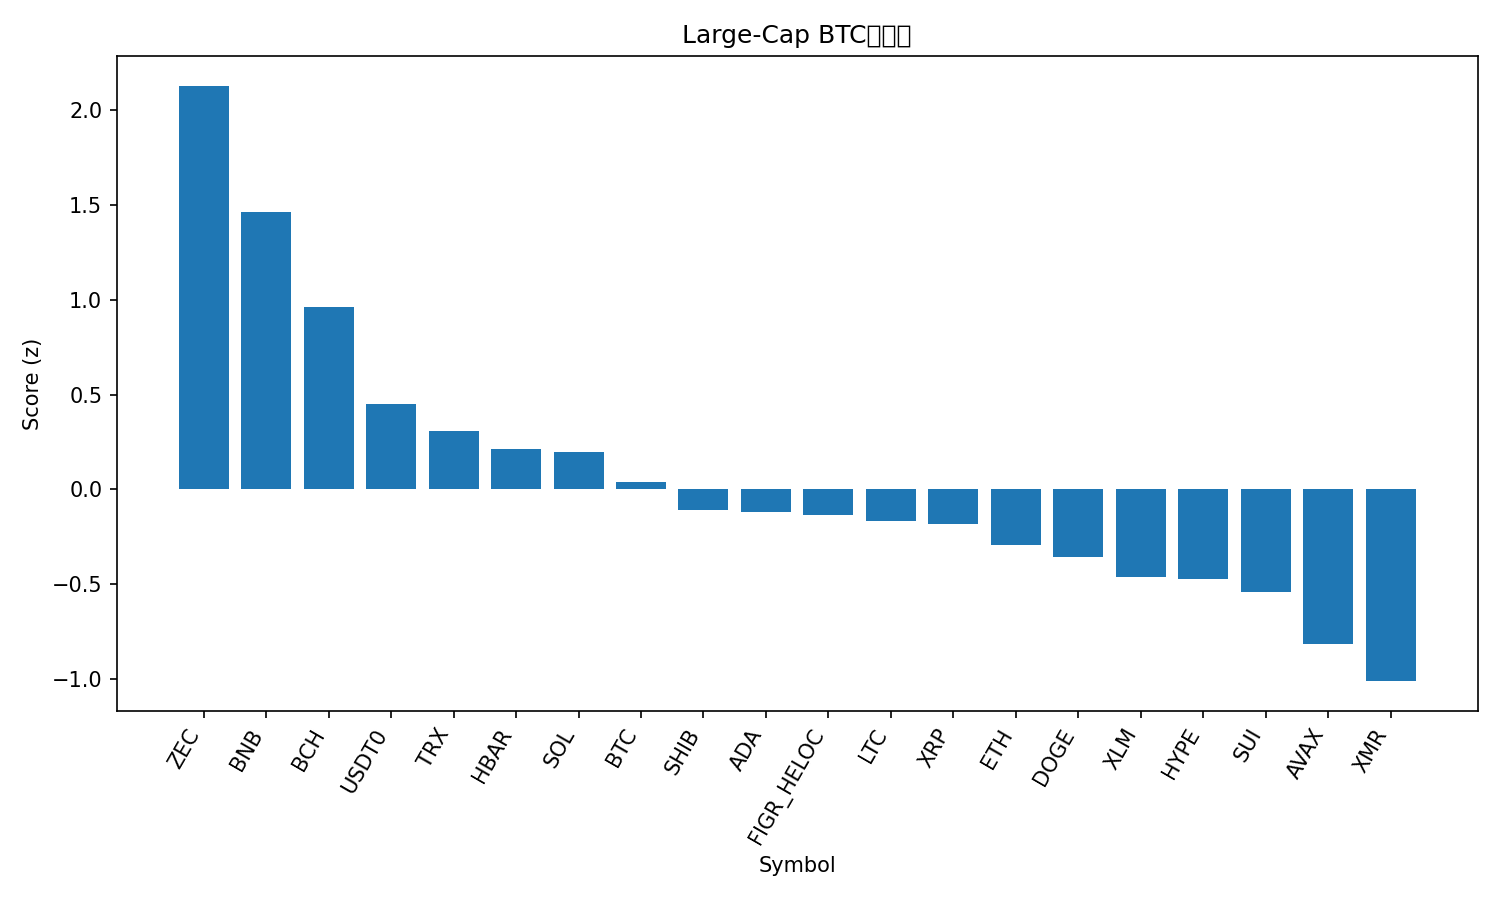 Large-Cap BTC
2.0
1.5
1.0
0.5
0.0
−0.5
−1.0
Score (z)
ZEC
BNB
BCH
USDT0
TRX
HBAR
SOL
BTC
SHIB
ADA
FIGR_HELOC
LTC
XRP
ETH
DOGE
XLM
HYPE
SUI
AVAX
XMR
Symbol